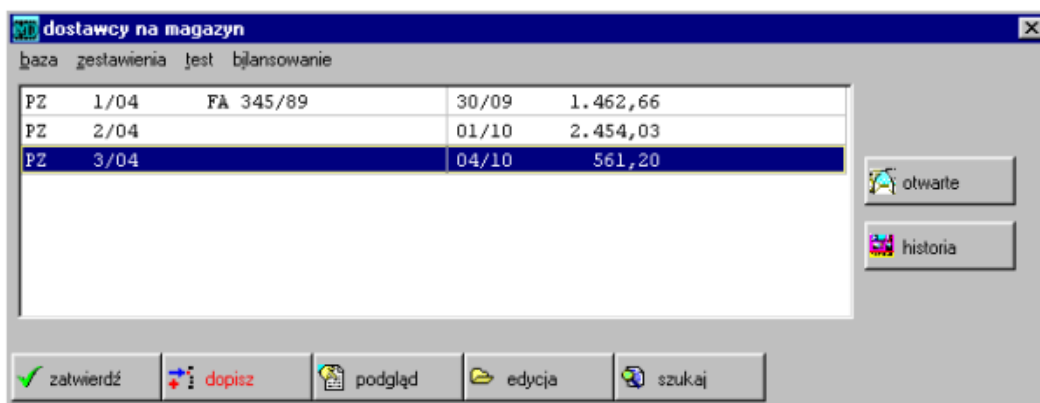 dostawcy na magazyn
baza zestawienia test bilansowanie
PZ 1/04 FA 345/89 30/09 1.462,66
PZ 2/04 01/10 2.454,03
PZ 3/04 04/10 561,20
otwarte
historia
zatwierdź dopisz podgląd edycja szukaj